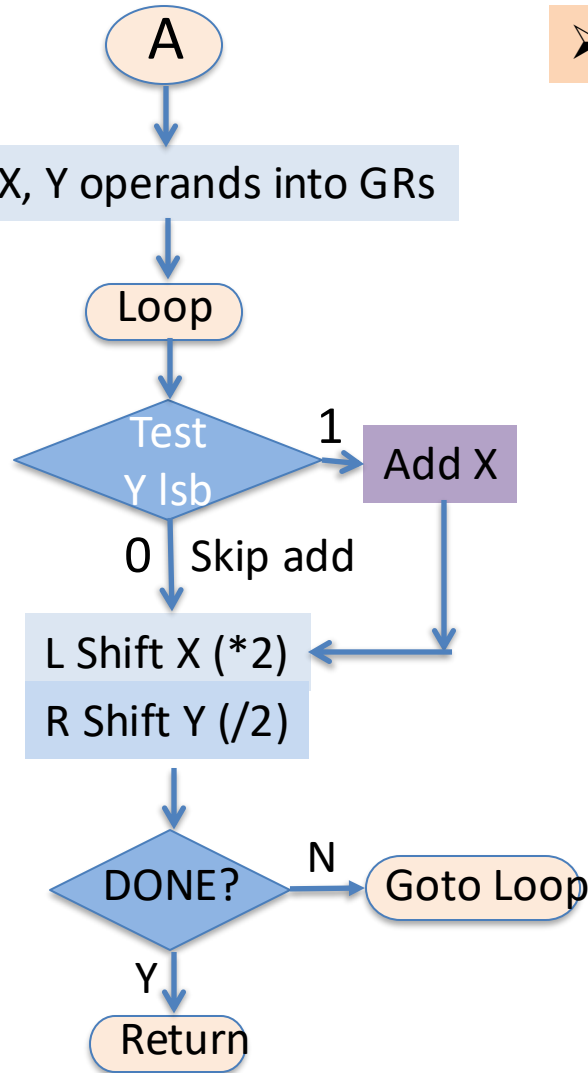 A
X, Y operands into GRs
Loop
Test
Y lsb
1
Add X
0 Skip add
L Shift X (*2)
R Shift Y (/2)
DONE?
N
Goto Loop
Y
Return